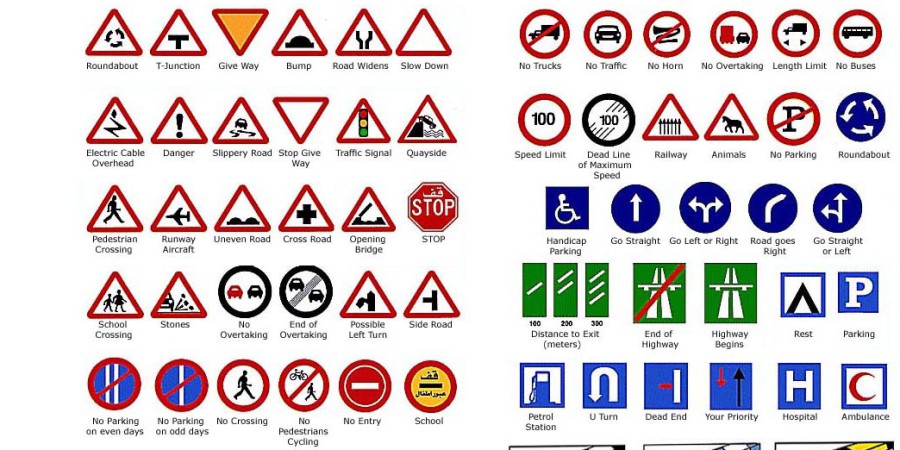 Roundabout
T-Junction
Give Way
Bump
Road Widens
Slow Down
Electric Cable
Overhead
Danger
Slippery Road
Stop Give
Way
Traffic Signal
Quayside
قف
STOP
Pedestrian
Crossing
Runway
Aircraft
Uneven Road
Cross Road
Opening
Bridge
STOP
School
Crossing
Stones
No
Overtaking
End of
Overtaking
Possible
Left Turn
Side Road
قف
عبور اطفال
No Parking
on even days
No Parking
on odd days
No Crossing
No
Pedestrians
Cycling
No Entry
School
No Trucks
No Traffic
No Horn
No Overtaking
Length Limit
No Buses
100
100
P
Speed Limit
Dead Line
of Maximum
Speed
Railway
Animals
No Parking
Roundabout
Handicap
Parking
Go Straight
Go Left or Right
Road goes
Right
Go Straight
or Left
P
100
200
300
Distance to Exit
(meters)
End of
Highway
Highway
Begins
Rest
Parking
H
Petrol
Station
U Turn
Dead End
Your Priority
Hospital
Ambulance